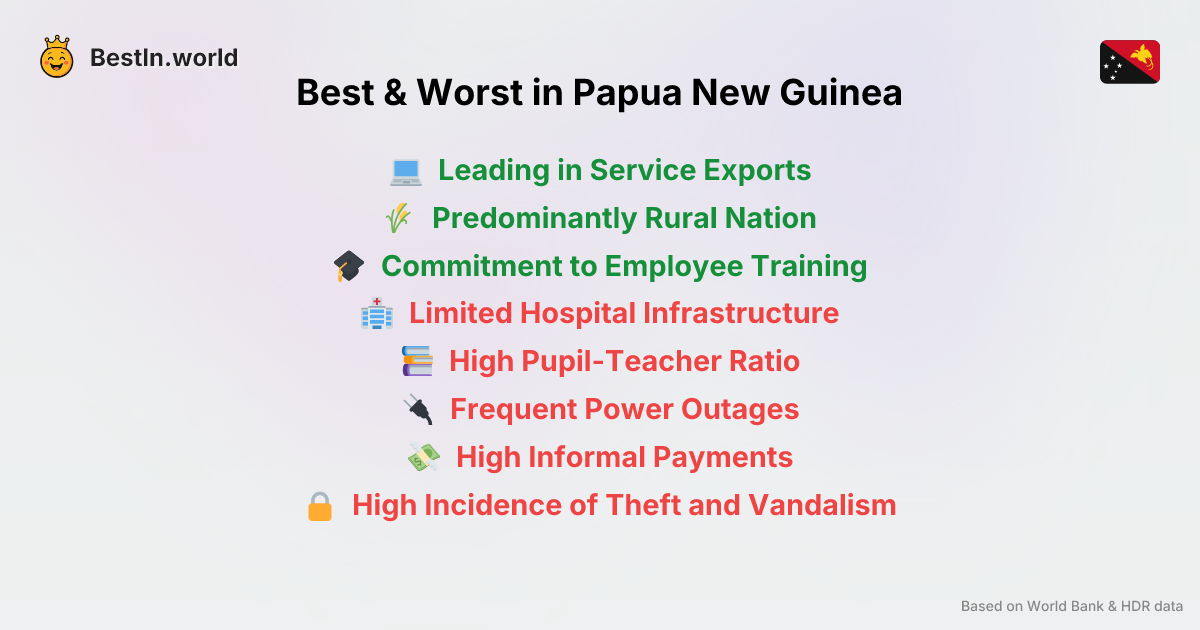 BestIn.world
Best & Worst in Papua New Guinea
Leading in Service Exports
Predominantly Rural Nation
Commitment to Employee Training
Limited Hospital Infrastructure
High Pupil-Teacher Ratio
Frequent Power Outages
High Informal Payments
High Incidence of Theft and Vandalism
Based on World Bank & HDR data